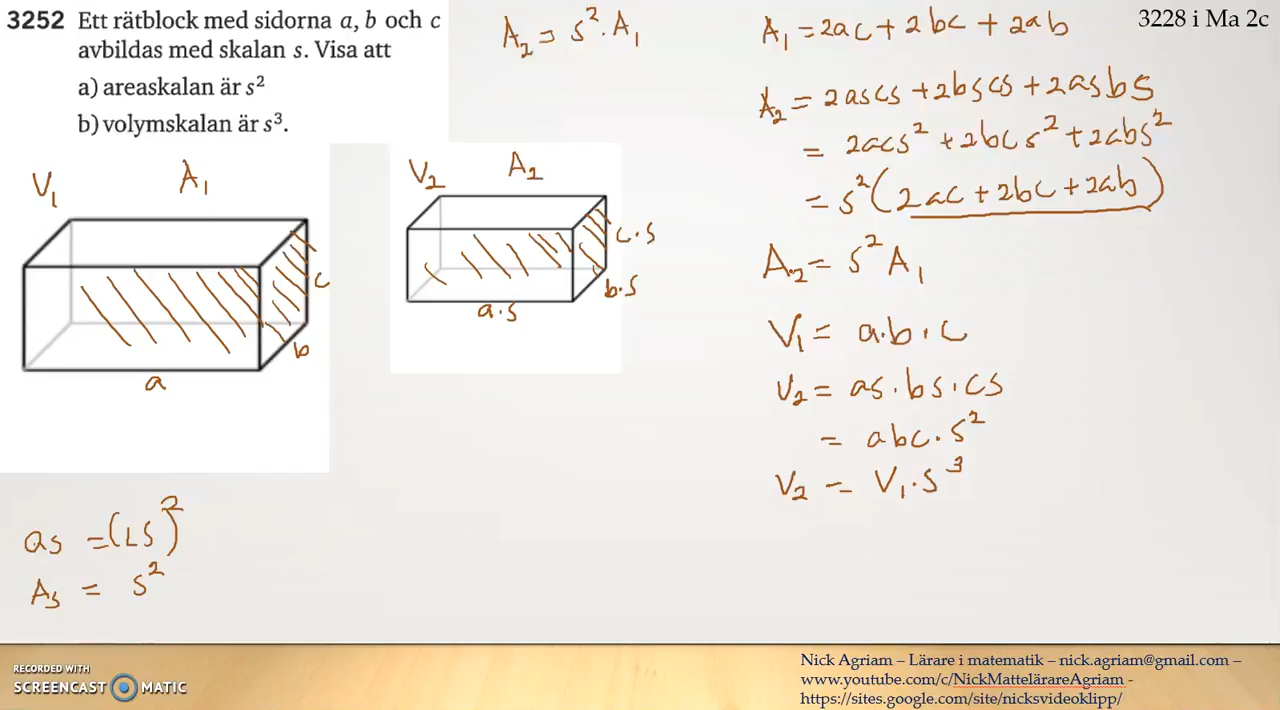 3252 Ett rätblock med sidorna a, b och c
avbildas med skalan s. Visa att
a) areaskalan är s²
b) volymskalan är s³.
A₂ = s² · A₁
3228 i Ma 2c
A₁ = 2ac + 2bc + 2ab
A₂ = 2ascs + 2bscs + 2asbs
= 2acs² + 2bcs² + 2abs²
= s² (2ac + 2bc + 2ab)
A₂ = s² A₁
V₁ = a·b·c
V₂ = as·bs·cs
= abc·s²
V₂ = V₁·s³
V₁ A₁
c
b
a
V₂ A₂
c·s
b·s
a·s
as = (LS)²
As = s²
RECORDED WITH
SCREENCAST MATIC
Nick Agriam – Lärare i matematik – nick.agriam@gmail.com –
www.youtube.com/c/NickMattelärareAgriam -
https://sites.google.com/site/nicksvideoklipp/